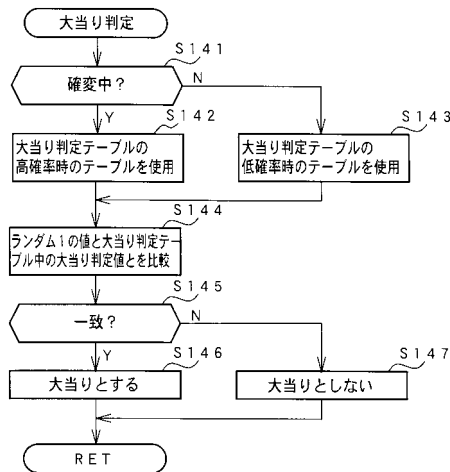 大当り判定
S141
確変中?
N
Y
S142
大当り判定テーブルの
高確率時のテーブルを使用
S143
大当り判定テーブルの
低確率時のテーブルを使用
S144
ランダム1の値と大当り判定テー
ブル中の大当り判定値とを比較
S145
一致?
N
Y
S146
大当りとする
S147
大当りとしない
RET